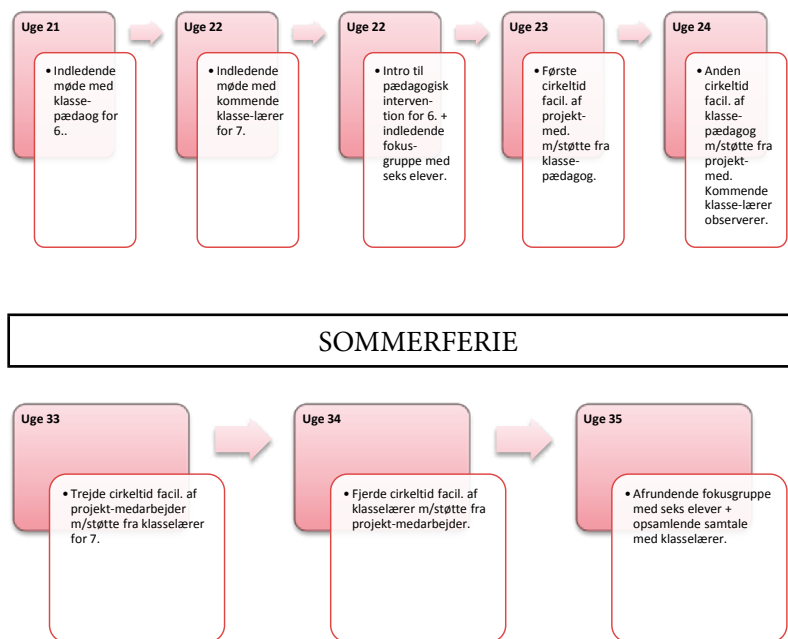 Uge 21
• Indledende
møde med
klasse-
pædaog for
6..
Uge 22
• Indledende
møde med
kommende
klasse-lærer
for 7.
Uge 22
• Intro til
pædagogisk
interven-
tion for 6. +
indledende
fokus-
gruppe med
seks elever.
Uge 23
• Første
cirkeltid
facil. af
projekt-
med.
m/støtte fra
klasse-
pædagog.
Uge 24
• Anden
cirkeltid
facil. af
klasse-
pædagog
m/støtte fra
projekt-
med.
Kommende
klasse-lærer
observerer.
SOMMERFERIE
Uge 33
• Trejde cirkeltid facil. af
projekt-medarbejder
m/støtte fra klasselærer
for 7.
Uge 34
• Fjerde cirkeltid facil. af
klasselærer m/støtte fra
projekt-medarbejder.
Uge 35
• Afrundende fokusgruppe
med seks elever +
opsamlende samtale
med klasselærer.